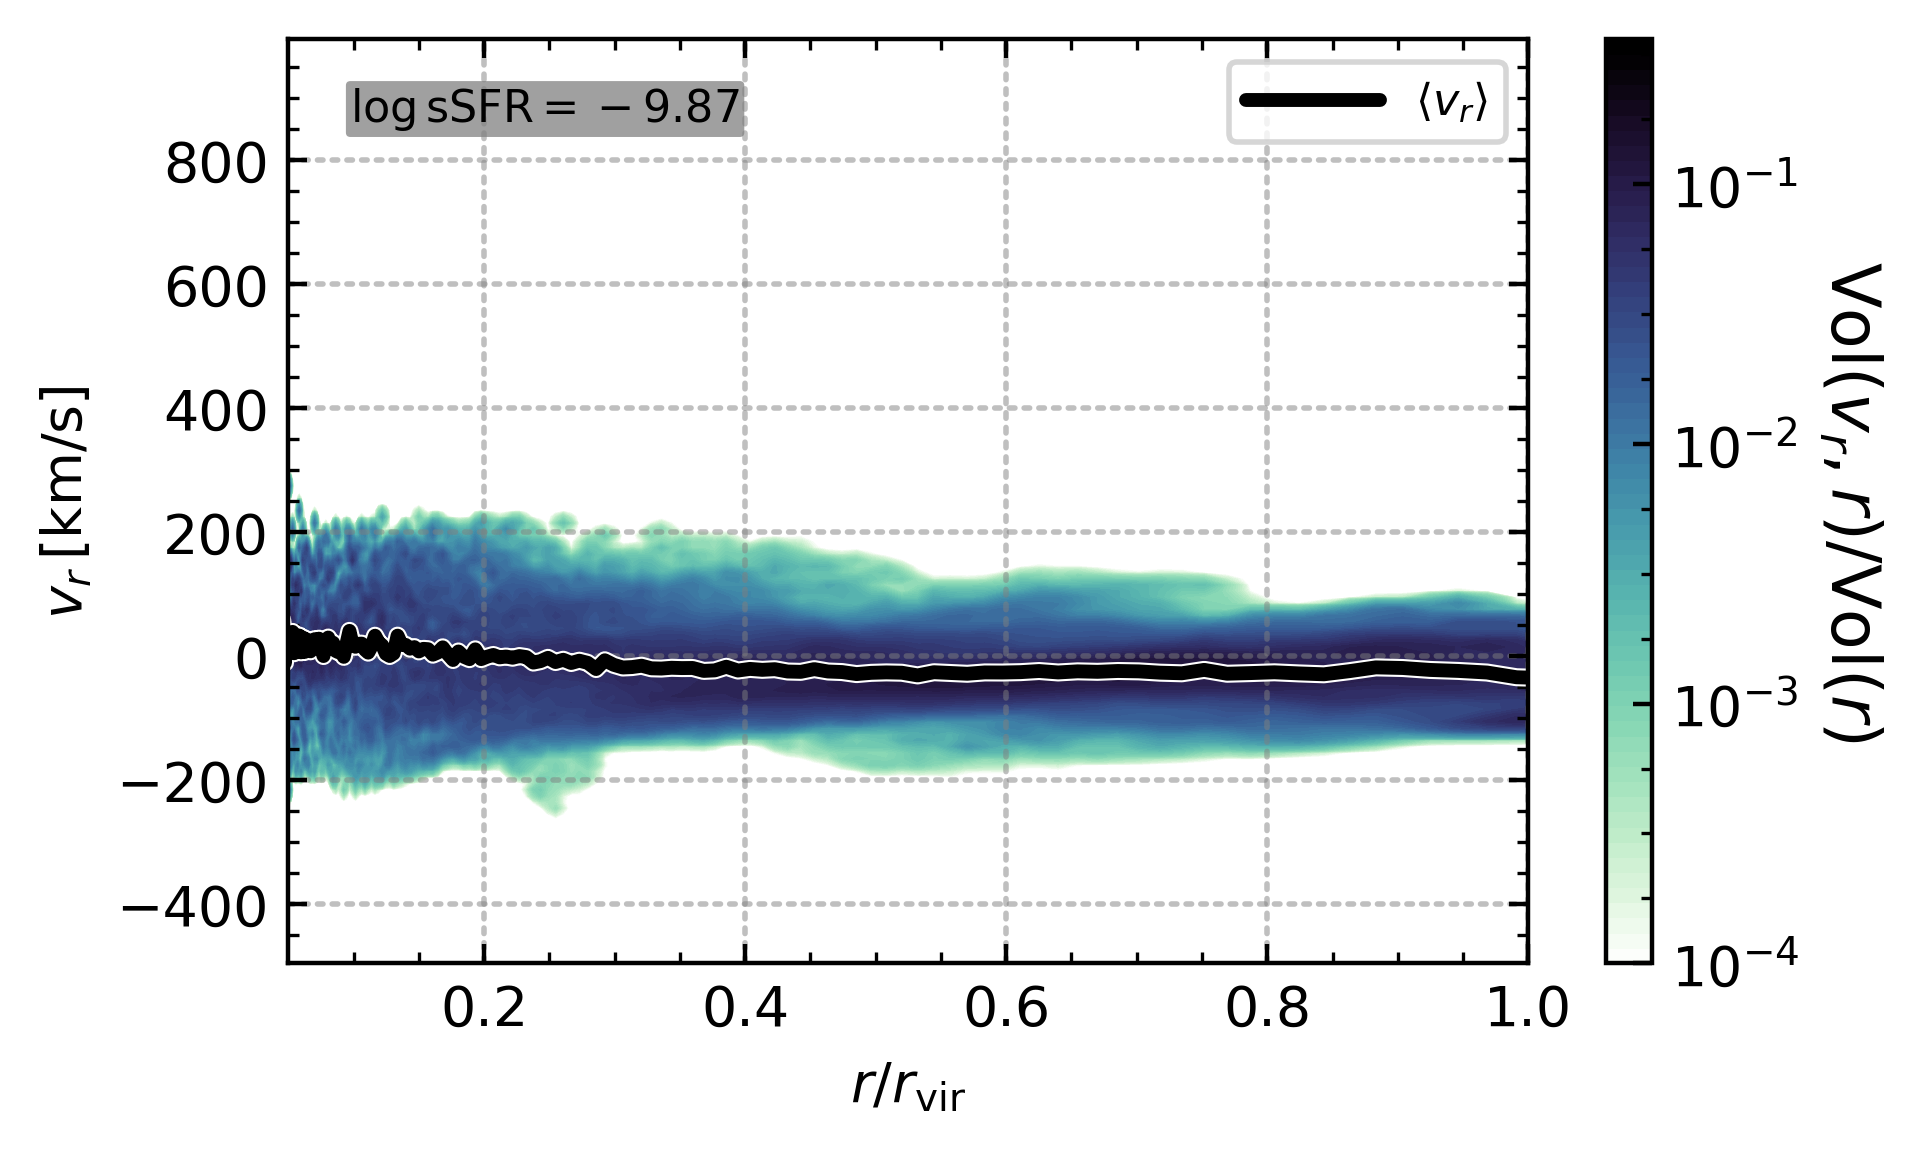 log sSFR = −9.87
⟨v_r⟩
800
600
400
200
0
−200
−400
v_r [km/s]
0.2 0.4 0.6 0.8 1.0
r/r_vir
10^−1
10^−2
10^−3
10^−4
Vol(v_r, r)/Vol(r)